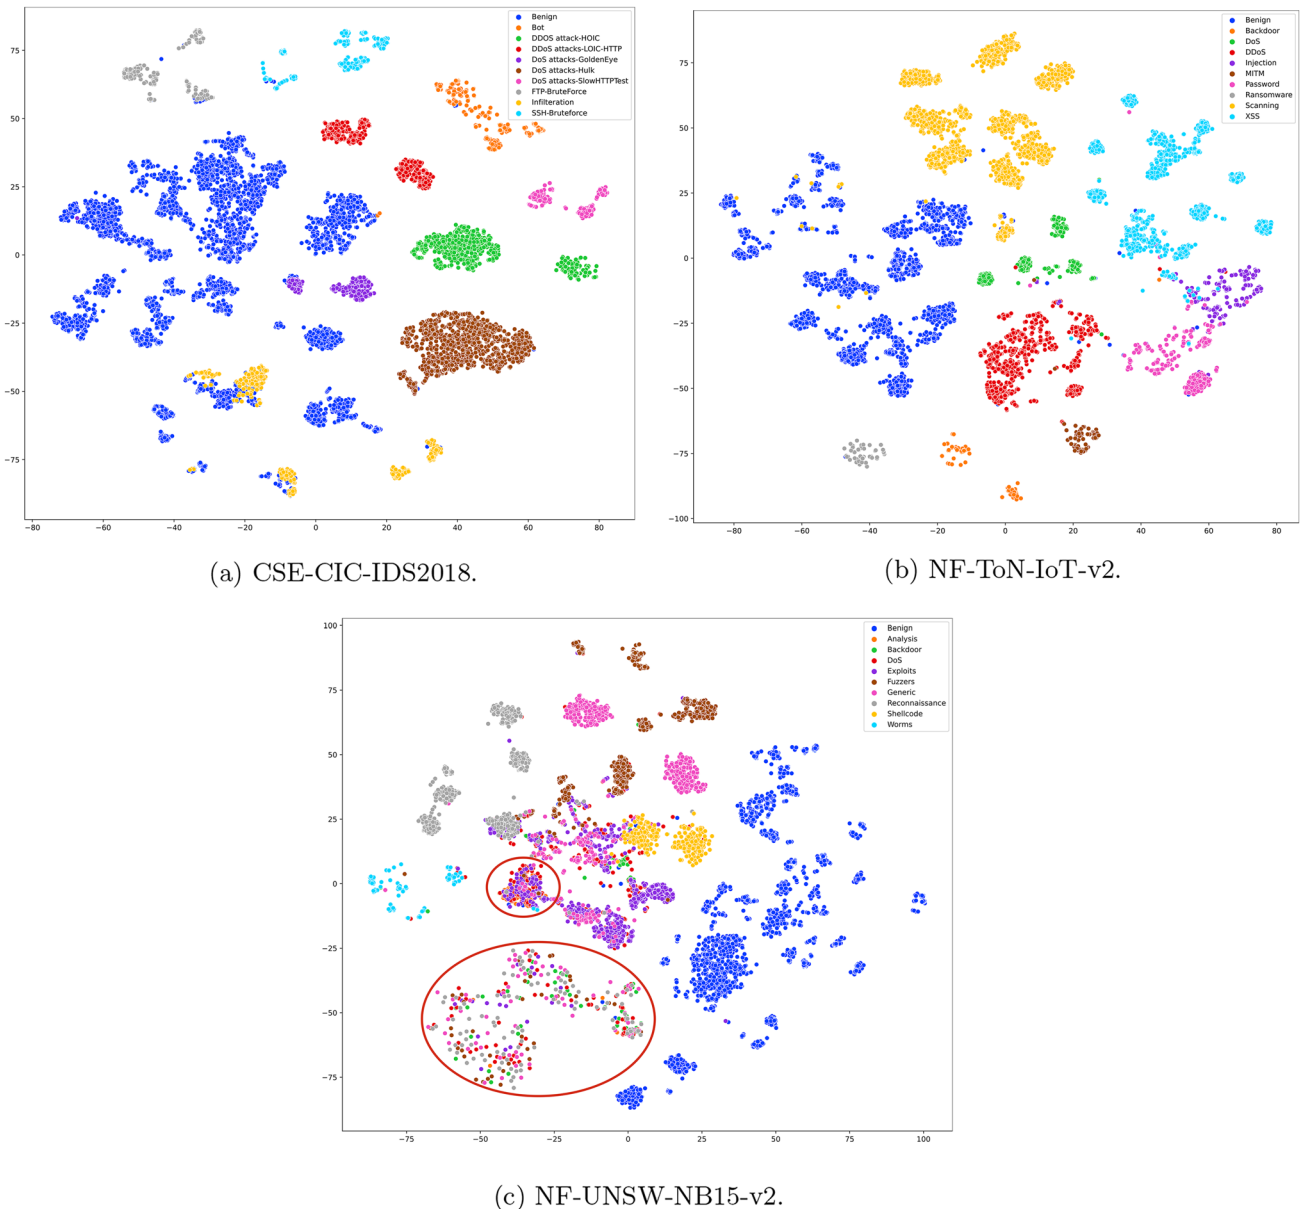 Benign
Bot
DDOS attack-HOIC
DDoS attacks-LOIC-HTTP
DoS attacks-GoldenEye
DoS attacks-Hulk
DoS attacks-SlowHTTPTest
FTP-BruteForce
Infilteration
SSH-Bruteforce
75
50
25
0
−25
−50
−75
−80 −60 −40 −20 0 20 40 60 80
(a) CSE-CIC-IDS2018.
Benign
Backdoor
DoS
DDoS
Injection
MITM
Password
Ransomware
Scanning
XSS
75
50
25
0
−25
−50
−75
−100
−80 −60 −40 −20 0 20 40 60 80
(b) NF-ToN-IoT-v2.
Benign
Analysis
Backdoor
DoS
Exploits
Fuzzers
Generic
Reconnaissance
Shellcode
Worms
100
75
50
25
0
−25
−50
−75
−75 −50 −25 0 25 50 75 100
(c) NF-UNSW-NB15-v2.